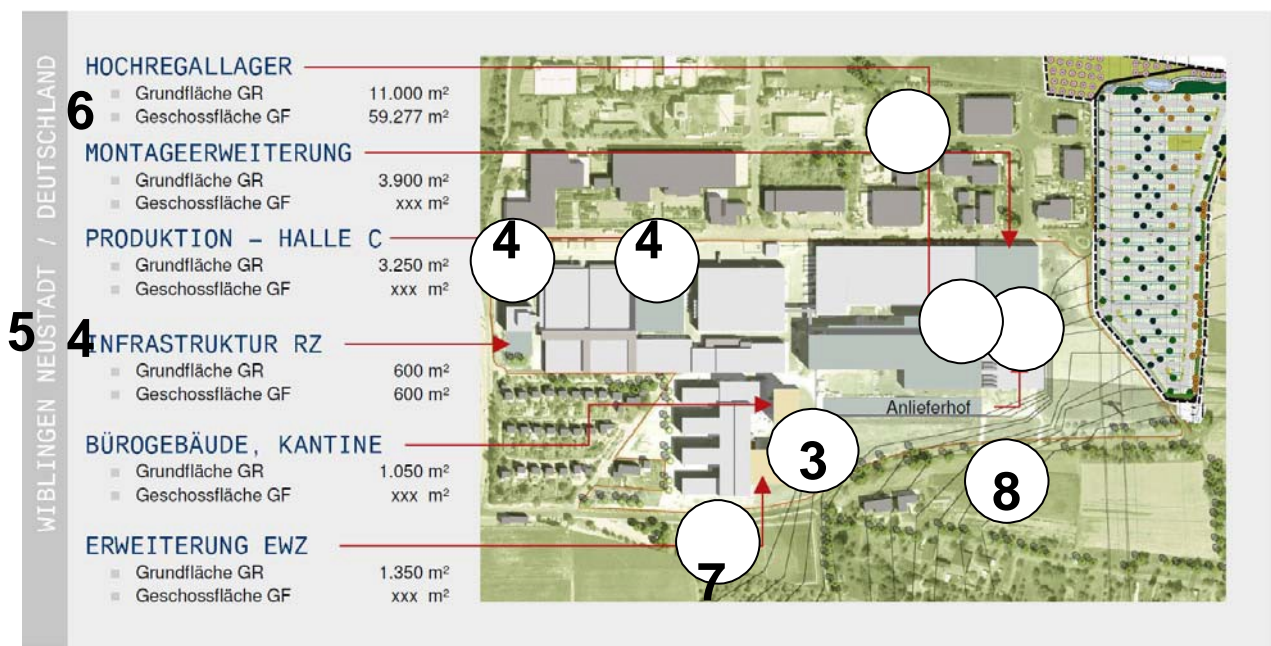 WIBLINGEN NEUSTADT / DEUTSCHLAND
HOCHREGALLAGER
Grundfläche GR 11.000 m²
Geschossfläche GF 59.277 m²
6
MONTAGEERWEITERUNG
Grundfläche GR 3.900 m²
Geschossfläche GF xxx m²
PRODUKTION – HALLE C
Grundfläche GR 3.250 m²
Geschossfläche GF xxx m²
5
4
INFRASTRUKTUR RZ
Grundfläche GR 600 m²
Geschossfläche GF 600 m²
BÜROGEBÄUDE, KANTINE
Grundfläche GR 1.050 m²
Geschossfläche GF xxx m²
ERWEITERUNG EWZ
Grundfläche GR 1.350 m²
Geschossfläche GF xxx m²
4
4
Anlieferhof
3
8
7